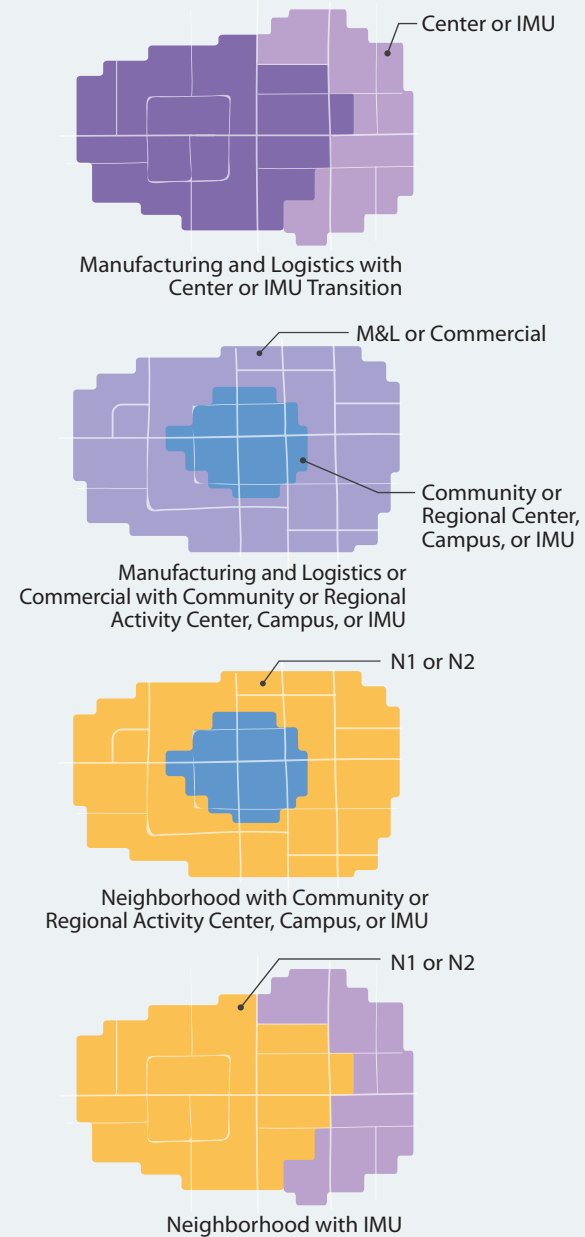 Center or IMU
Manufacturing and Logistics with
Center or IMU Transition
M&L or Commercial
Community or
Regional Center,
Campus, or IMU
Manufacturing and Logistics or
Commercial with Community or Regional
Activity Center, Campus, or IMU
N1 or N2
Neighborhood with Community or
Regional Activity Center, Campus, or IMU
N1 or N2
Neighborhood with IMU